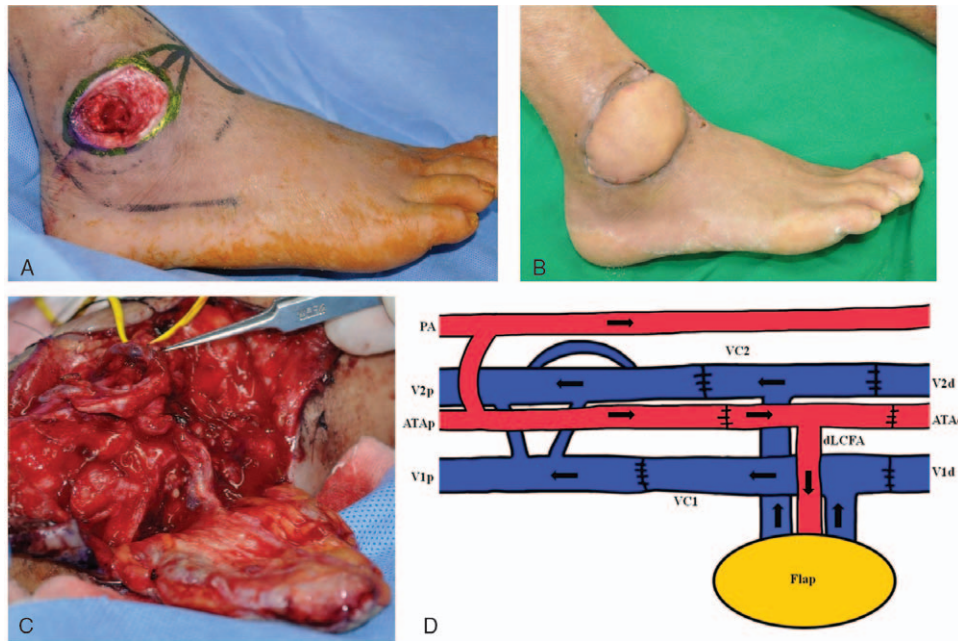 A
B
C
D
PA
VC2
V2p
V2d
ATAp
ATA
dLCFA
V1p
V1d
VC1
Flap